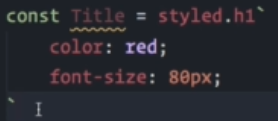 const Title = styled.h1`
    color: red;
    font-size: 80px;
`